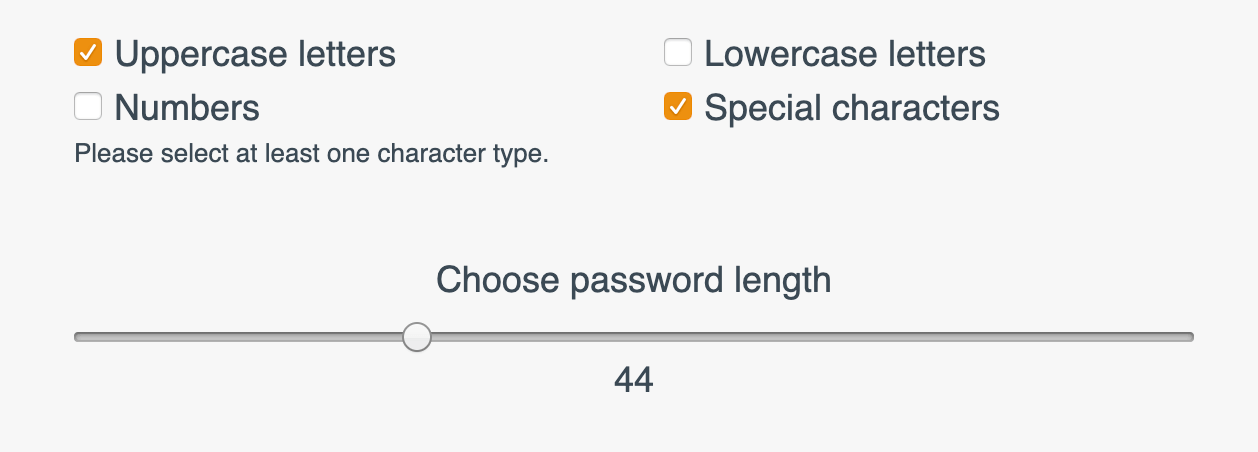 Uppercase letters
Lowercase letters
Numbers
Special characters
Please select at least one character type.
Choose password length
44